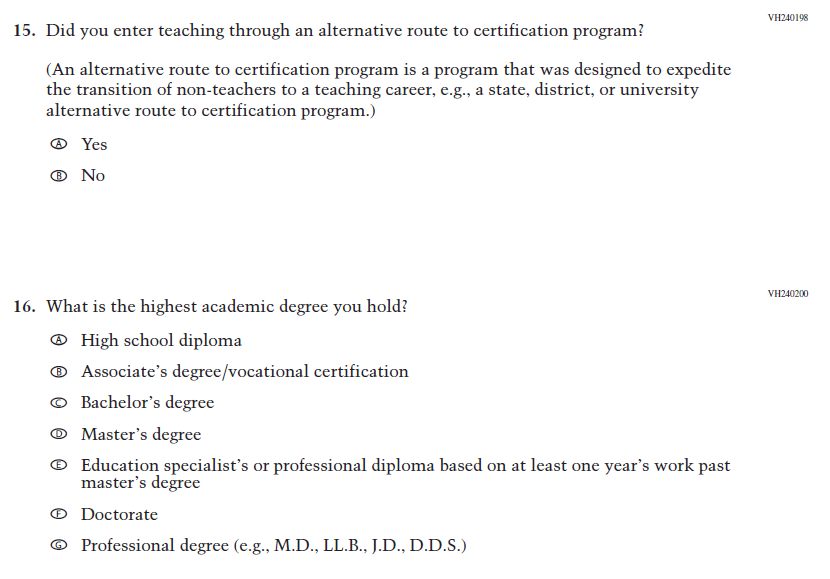 VH240198
15. Did you enter teaching through an alternative route to certification program?
(An alternative route to certification program is a program that was designed to expedite
the transition of non-teachers to a teaching career, e.g., a state, district, or university
alternative route to certification program.)
Ⓐ Yes
Ⓑ No
VH240200
16. What is the highest academic degree you hold?
Ⓐ High school diploma
Ⓑ Associate’s degree/vocational certification
Ⓒ Bachelor’s degree
Ⓓ Master’s degree
Ⓔ Education specialist’s or professional diploma based on at least one year’s work past
master’s degree
Ⓕ Doctorate
Ⓖ Professional degree (e.g., M.D., LL.B., J.D., D.D.S.)